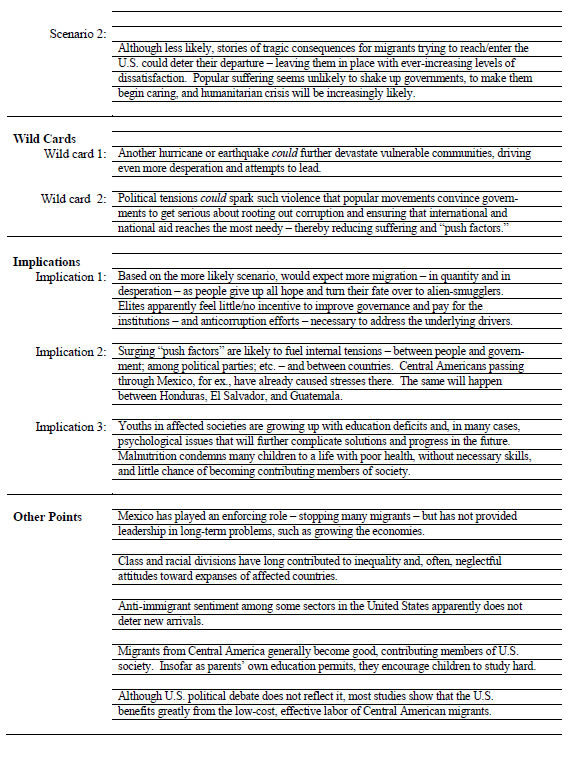 Scenario 2:
Although less likely, stories of tragic consequences for migrants trying to reach/enter the
U.S. could deter their departure – leaving them in place with ever-increasing levels of
dissatisfaction. Popular suffering seems unlikely to shake up governments, to make them
begin caring, and humanitarian crisis will be increasingly likely.
Wild Cards
Wild card 1: Another hurricane or earthquake could further devastate vulnerable communities, driving
even more desperation and attempts to lead.
Wild card 2: Political tensions could spark such violence that popular movements convince govern-
ments to get serious about rooting out corruption and ensuring that international and
national aid reaches the most needy – thereby reducing suffering and “push factors.”
Implications
Implication 1: Based on the more likely scenario, would expect more migration – in quantity and in
desperation – as people give up all hope and turn their fate over to alien-smugglers.
Elites apparently feel little/no incentive to improve governance and pay for the
institutions – and anticorruption efforts – necessary to address the underlying drivers.
Implication 2: Surging “push factors” are likely to fuel internal tensions – between people and govern-
ment; among political parties; etc. – and between countries. Central Americans passing
through Mexico, for ex., have already caused stresses there. The same will happen
between Honduras, El Salvador, and Guatemala.
Implication 3: Youths in affected societies are growing up with education deficits and, in many cases,
psychological issues that will further complicate solutions and progress in the future.
Malnutrition condemns many children to a life with poor health, without necessary skills,
and little chance of becoming contributing members of society.
Other Points Mexico has played an enforcing role – stopping many migrants – but has not provided
leadership in long-term problems, such as growing the economies.
Class and racial divisions have long contributed to inequality and, often, neglectful
attitudes toward expanses of affected countries.
Anti-immigrant sentiment among some sectors in the United States apparently does not
deter new arrivals.
Migrants from Central America generally become good, contributing members of U.S.
society. Insofar as parents’ own education permits, they encourage children to study hard.
Although U.S. political debate does not reflect it, most studies show that the U.S.
benefits greatly from the low-cost, effective labor of Central American migrants.